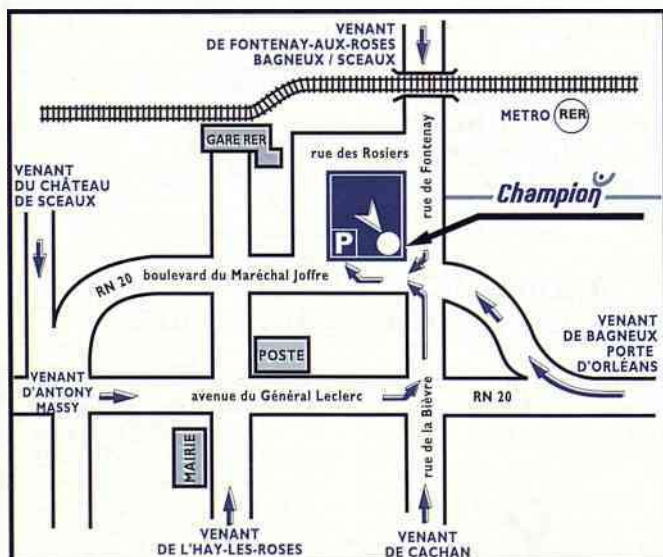 VENANT
DE FONTENAY-AUX-ROSES
BAGNEUX / SCEAUX
METRO RER
GARE RER
rue des Rosiers
rue de Fontenay
VENANT
DU CHÂTEAU
DE SCEAUX
Champion
P
RN 20
boulevard du Maréchal Joffre
VENANT
DE BAGNEUX
PORTE
D'ORLÉANS
POSTE
VENANT
D'ANTONY
MASSY
avenue du Général Leclerc
rue de la Bièvre
RN 20
MAIRIE
VENANT
DE L'HAY-LES-ROSES
VENANT
DE CACHAN